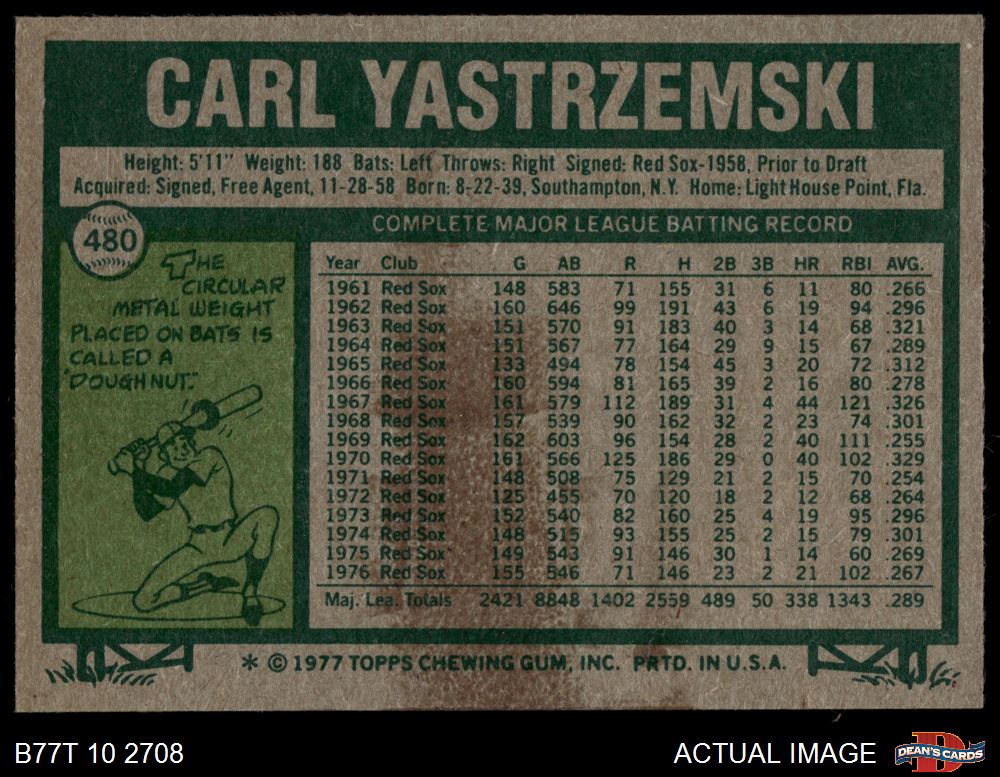 CARL YASTRZEMSKI
Height: 5'11" Weight: 188 Bats: Left Throws: Right Signed: Red Sox-1958, Prior to Draft
Acquired: Signed, Free Agent, 11-28-58 Born: 8-22-39, Southampton, N.Y. Home: Light House Point, Fla.
480
THE
CIRCULAR
METAL WEIGHT
PLACED ON BATS IS
CALLED A
"DOUGHNUT."
COMPLETE MAJOR LEAGUE BATTING RECORD
Year Club G AB R H 2B 3B HR RBI AVG.
1961 Red Sox 148 583 71 155 31 6 11 80 .266
1962 Red Sox 160 646 99 191 43 6 19 94 .296
1963 Red Sox 151 570 91 183 40 3 14 68 .321
1964 Red Sox 151 567 77 164 29 9 15 67 .289
1965 Red Sox 133 494 78 154 45 3 20 72 .312
1966 Red Sox 160 594 81 165 39 2 16 80 .278
1967 Red Sox 161 579 112 189 31 4 44 121 .326
1968 Red Sox 157 539 90 162 32 2 23 74 .301
1969 Red Sox 162 603 96 154 28 2 40 111 .255
1970 Red Sox 161 566 125 186 29 0 40 102 .329
1971 Red Sox 148 508 75 129 21 2 15 70 .254
1972 Red Sox 125 455 70 120 18 2 12 68 .264
1973 Red Sox 152 540 82 160 25 4 19 95 .296
1974 Red Sox 148 515 93 155 25 2 15 79 .301
1975 Red Sox 149 543 91 146 30 1 14 60 .269
1976 Red Sox 155 546 71 146 23 2 21 102 .267
Maj. Lea. Totals 2421 8848 1402 2559 489 50 338 1343 .289
* © 1977 TOPPS CHEWING GUM, INC. PRTD. IN U.S.A.
B77T 10 2708
ACTUAL IMAGE
D
DEAN'S CARDS